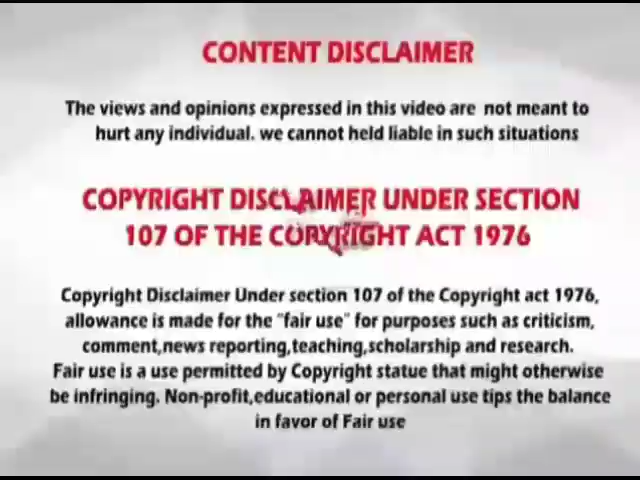 CONTENT DISCLAIMER
The views and opinions expressed in this video are not meant to
hurt any individual. we cannot held liable in such situations
COPYRIGHT DISCLAIMER UNDER SECTION
107 OF THE COPYRIGHT ACT 1976
Copyright Disclaimer Under section 107 of the Copyright act 1976,
allowance is made for the "fair use" for purposes such as criticism,
comment,news reporting,teaching,scholarship and research.
Fair use is a use permitted by Copyright statue that might otherwise
be infringing. Non-profit,educational or personal use tips the balance
in favor of Fair use